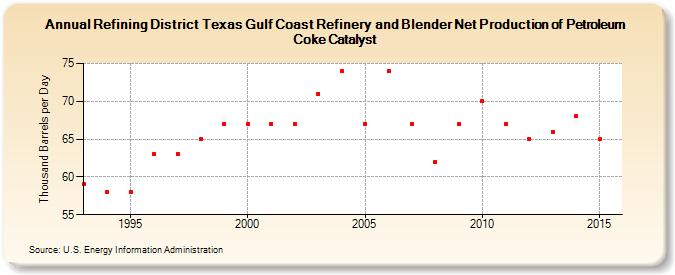 Annual Refining District Texas Gulf Coast Refinery and Blender Net Production of Petroleum
Coke Catalyst
Thousand Barrels per Day
75
70
65
60
55
1995
2000
2005
2010
2015
Source: U.S. Energy Information Administration